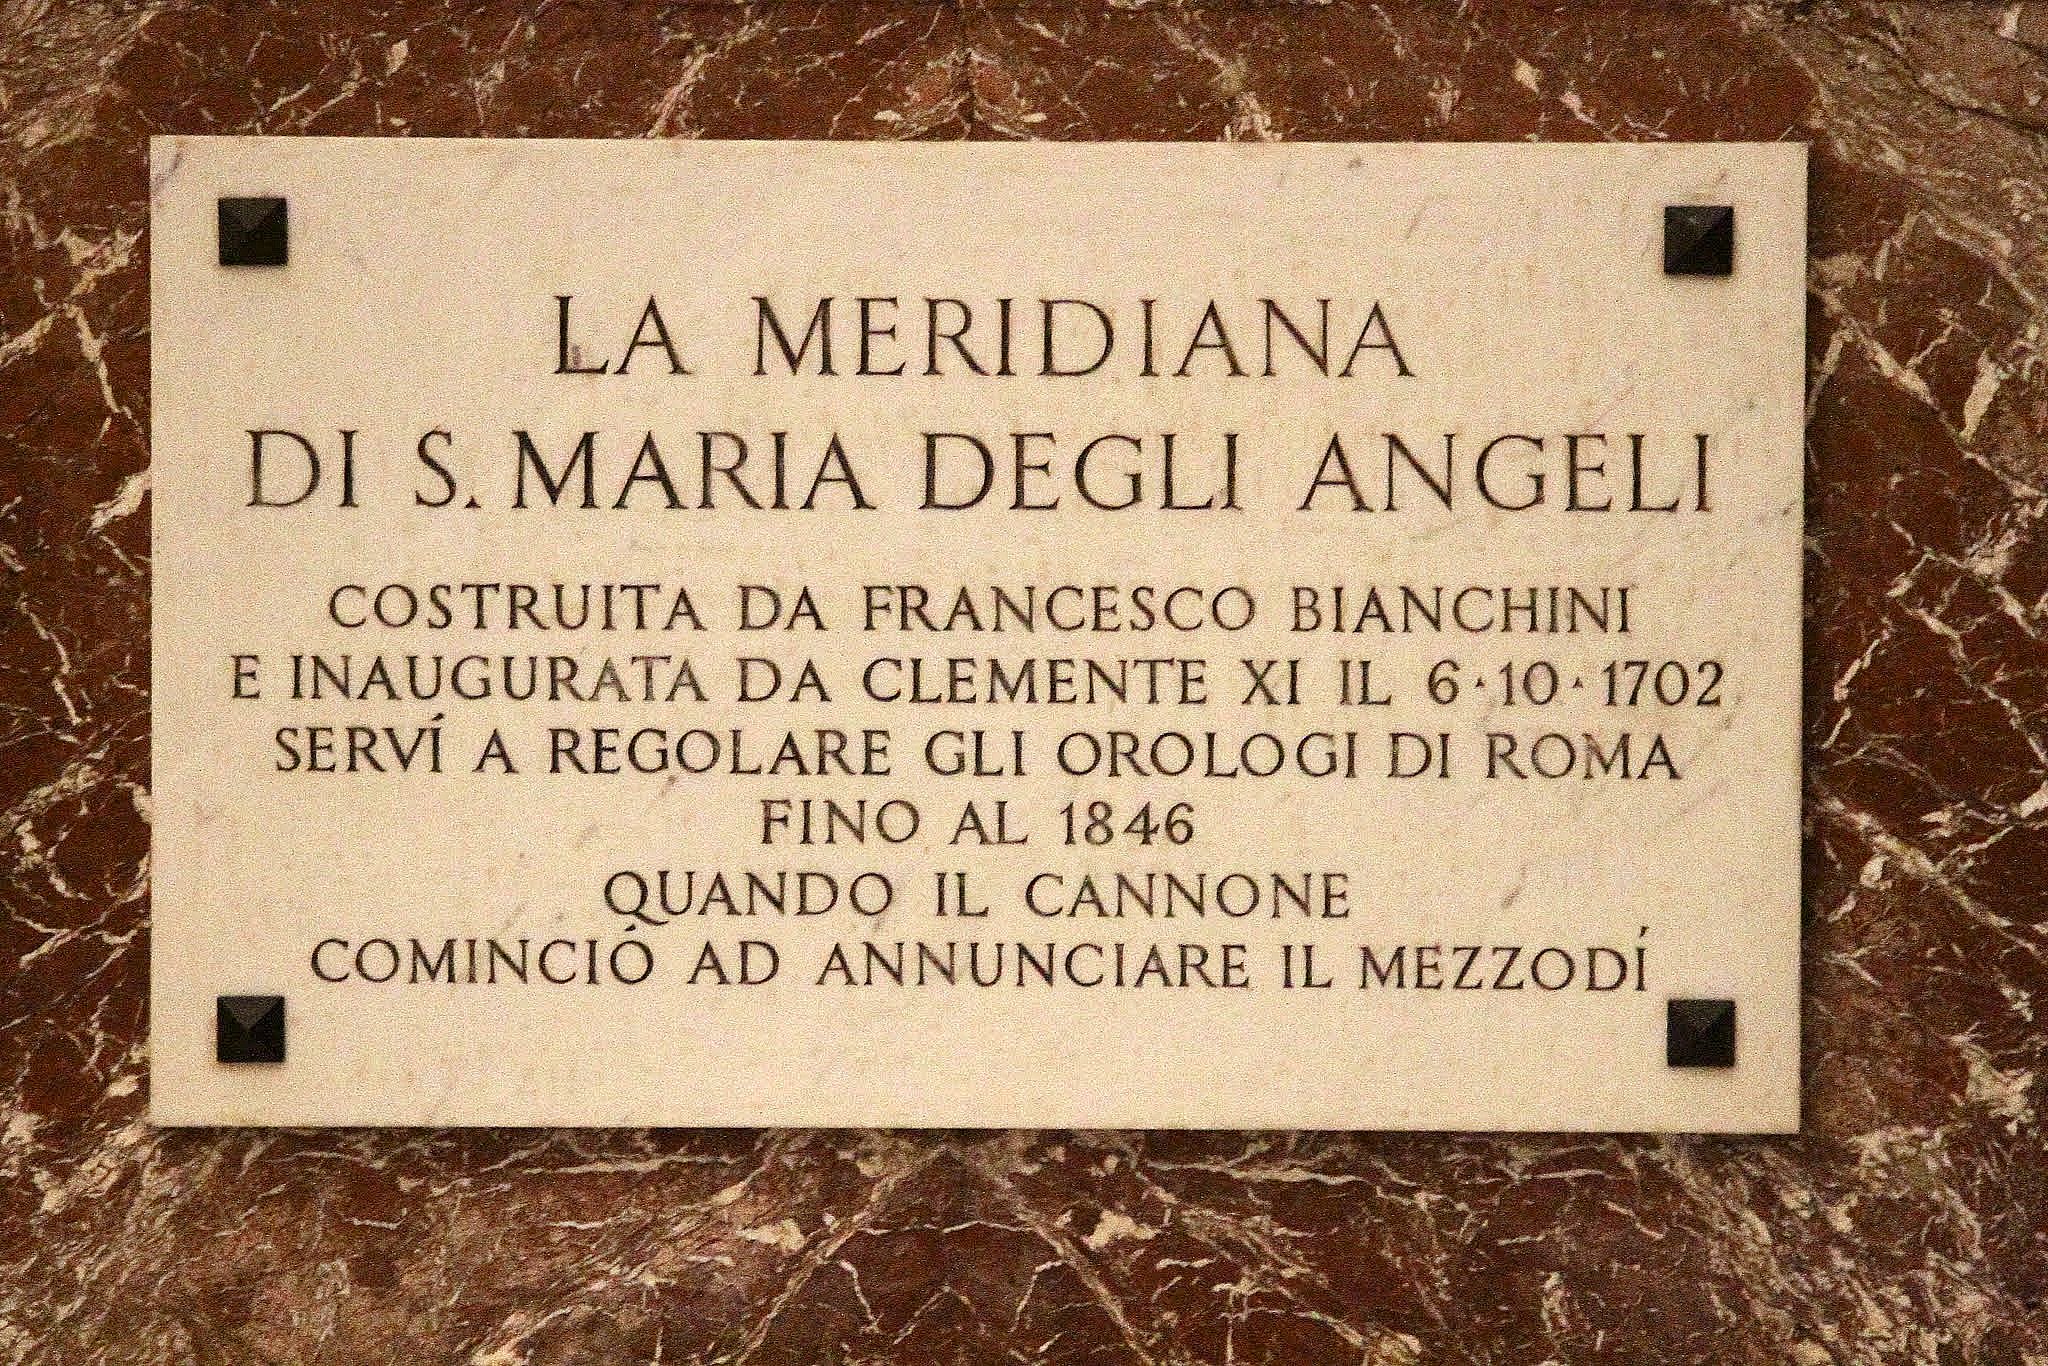 LA MERIDIANA
DI S. MARIA DEGLI ANGELI
COSTRUITA DA FRANCESCO BIANCHINI
E INAUGURATA DA CLEMENTE XI IL 6·10·1702
SERVÍ A REGOLARE GLI OROLOGI DI ROMA
FINO AL 1846
QUANDO IL CANNONE
COMINCIÓ AD ANNUNCIARE IL MEZZODÍ